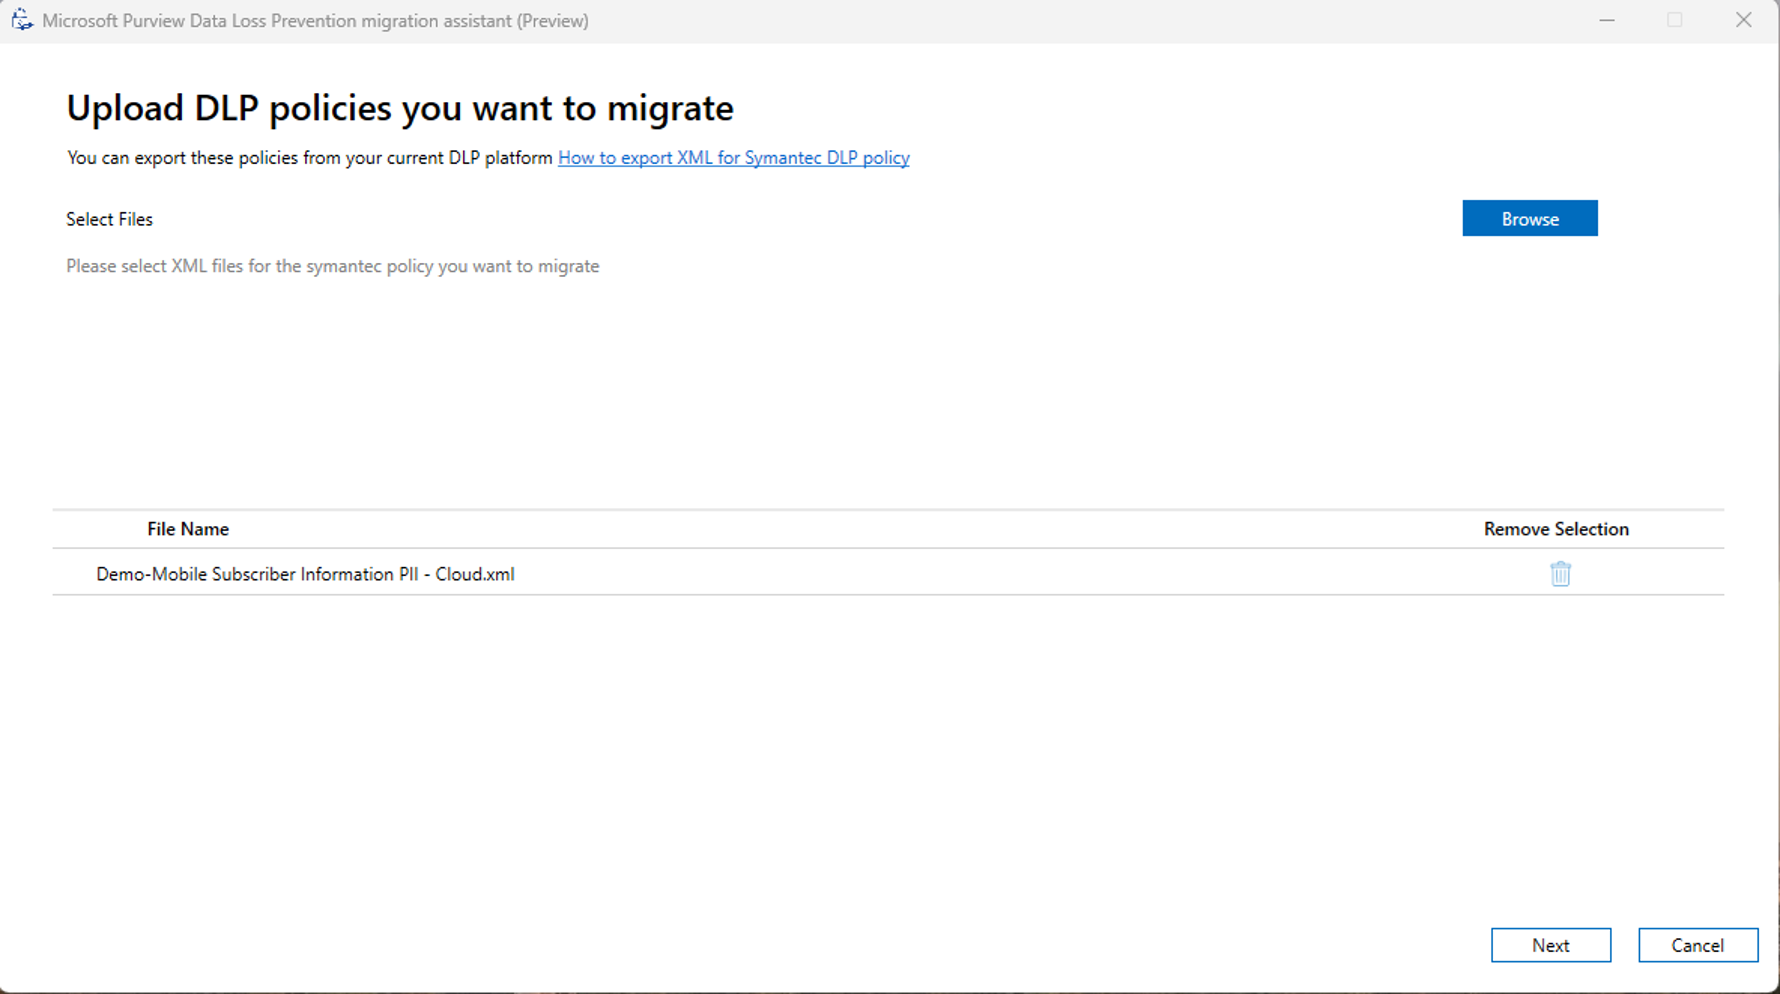 Microsoft Purview Data Loss Prevention migration assistant (Preview)
Upload DLP policies you want to migrate
You can export these policies from your current DLP platform How to export XML for Symantec DLP policy
Select Files
Browse
Please select XML files for the symantec policy you want to migrate
File Name
Remove Selection
Demo-Mobile Subscriber Information PII - Cloud.xml
Next
Cancel